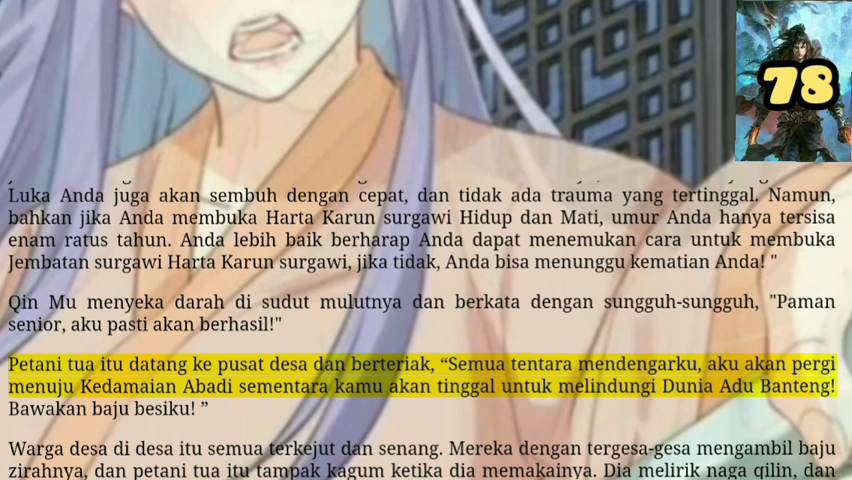 78
Luka Anda juga akan sembuh dengan cepat, dan tidak ada trauma yang tertinggal. Namun,
bahkan jika Anda membuka Harta Karun surgawi Hidup dan Mati, umur Anda hanya tersisa
enam ratus tahun. Anda lebih baik berharap Anda dapat menemukan cara untuk membuka
Jembatan surgawi Harta Karun surgawi, jika tidak, Anda bisa menunggu kematian Anda! "
Qin Mu menyeka darah di sudut mulutnya dan berkata dengan sungguh-sungguh, "Paman
senior, aku pasti akan berhasil!"
Petani tua itu datang ke pusat desa dan berteriak, “Semua tentara mendengarku, aku akan pergi
menuju Kedamaian Abadi sementara kamu akan tinggal untuk melindungi Dunia Adu Banteng!
Bawakan baju besiku! ”
Warga desa di desa itu semua terkejut dan senang. Mereka dengan tergesa-gesa mengambil baju
zirahnya, dan petani tua itu tampak kagum ketika dia memakainya. Dia melirik naga qilin, dan